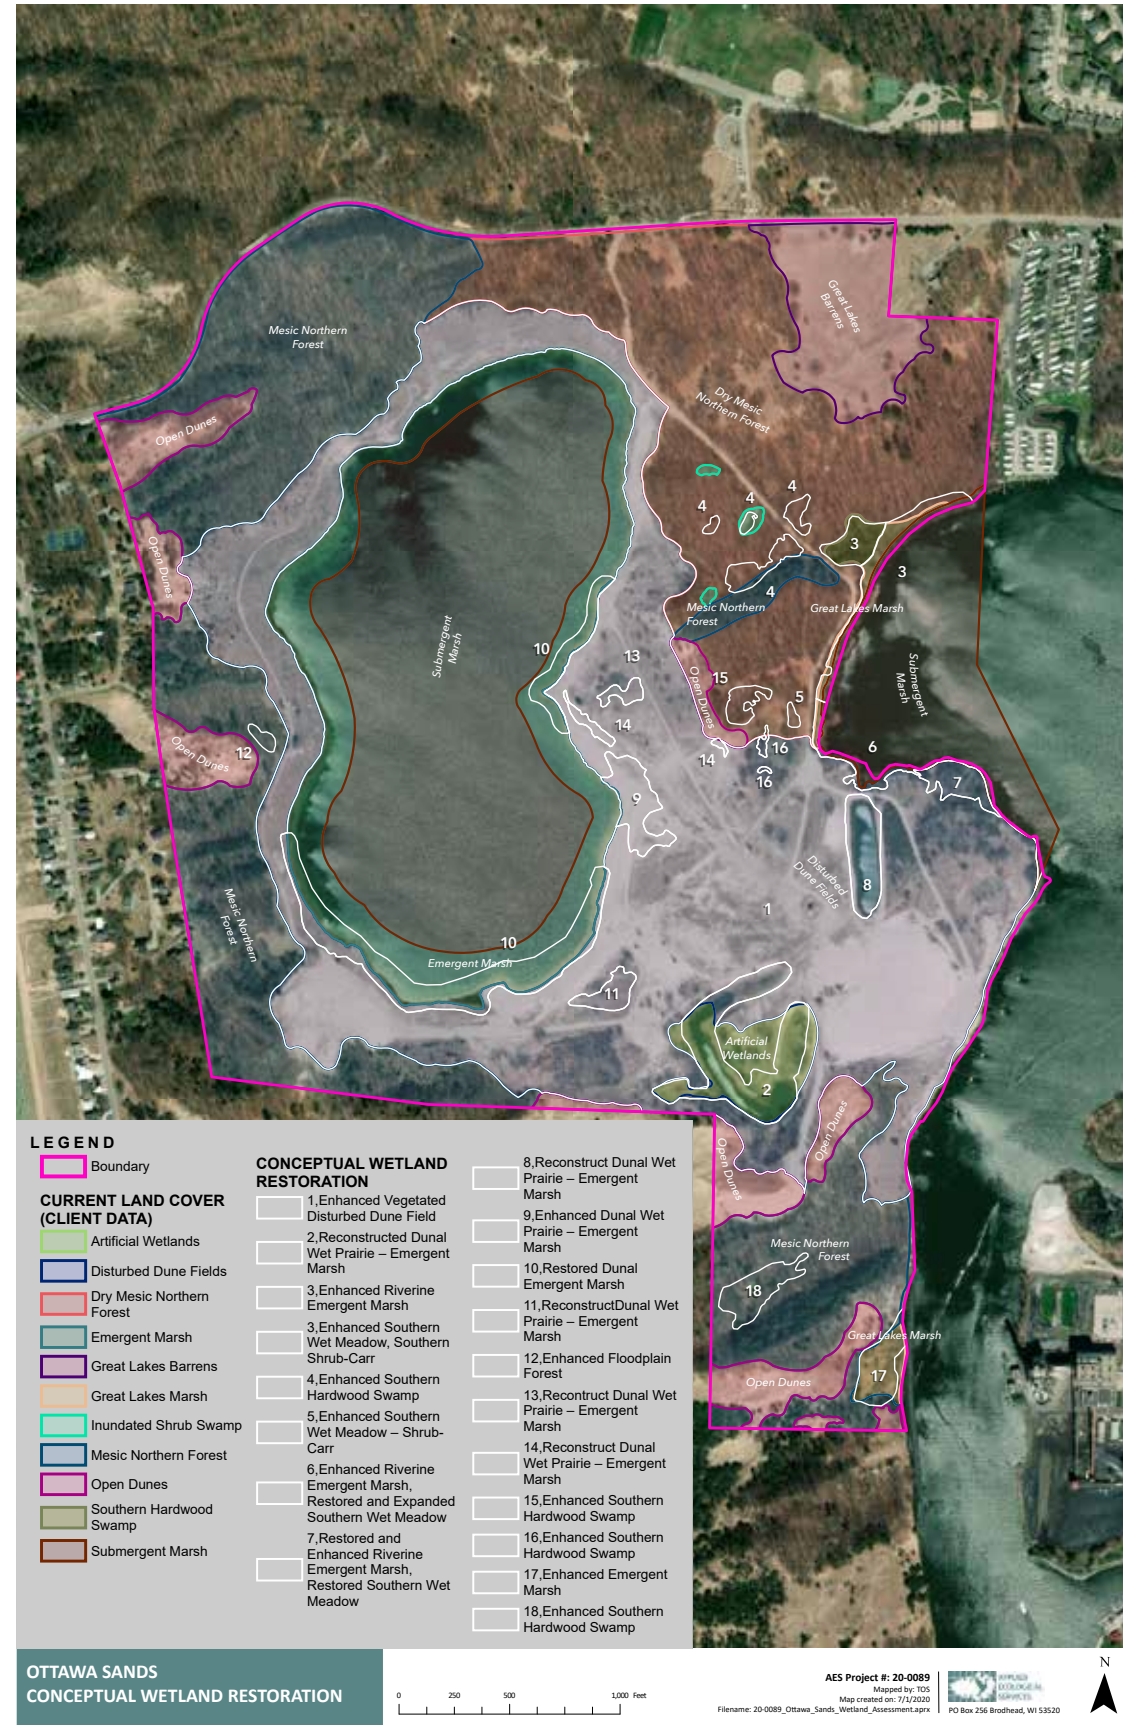 Mesic Northern
Forest
Great Lakes
Barrens
Open Dunes
Dry Mesic
Northern Forest
4
4
4
3
Open Dunes
3
4
Mesic Northern
Forest
Great Lakes Marsh
Submergent
Marsh
10
13
Submergent
Marsh
15
Open Dunes
5
14
Open Dunes
12
16
6
14
16
7
9
Disturbed
Dune Fields
8
1
Mesic Northern
Forest
10
Emergent Marsh
11
Artificial
Wetlands
2
Open Dunes
Open Dunes
Mesic Northern
Forest
18
Great Lakes Marsh
17
Open Dunes
LEGEND
Boundary
CURRENT LAND COVER
(CLIENT DATA)
Artificial Wetlands
Disturbed Dune Fields
Dry Mesic Northern
Forest
Emergent Marsh
Great Lakes Barrens
Great Lakes Marsh
Inundated Shrub Swamp
Mesic Northern Forest
Open Dunes
Southern Hardwood
Swamp
Submergent Marsh
CONCEPTUAL WETLAND
RESTORATION
1,Enhanced Vegetated
Disturbed Dune Field
2,Reconstructed Dunal
Wet Prairie – Emergent
Marsh
3,Enhanced Riverine
Emergent Marsh
3,Enhanced Southern
Wet Meadow, Southern
Shrub-Carr
4,Enhanced Southern
Hardwood Swamp
5,Enhanced Southern
Wet Meadow – Shrub-
Carr
6,Enhanced Riverine
Emergent Marsh,
Restored and Expanded
Southern Wet Meadow
7,Restored and
Enhanced Riverine
Emergent Marsh,
Restored Southern Wet
Meadow
8,Reconstruct Dunal Wet
Prairie – Emergent
Marsh
9,Enhanced Dunal Wet
Prairie – Emergent
Marsh
10,Restored Dunal
Emergent Marsh
11,ReconstructDunal Wet
Prairie – Emergent
Marsh
12,Enhanced Floodplain
Forest
13,Recontruct Dunal Wet
Prairie – Emergent
Marsh
14,Reconstruct Dunal
Wet Prairie – Emergent
Marsh
15,Enhanced Southern
Hardwood Swamp
16,Enhanced Southern
Hardwood Swamp
17,Enhanced Emergent
Marsh
18,Enhanced Southern
Hardwood Swamp
OTTAWA SANDS
CONCEPTUAL WETLAND RESTORATION
0 250 500 1,000 Feet
AES Project #: 20-0089
Mapped by: TOS
Map created on: 7/1/2020
Filename: 20-0089_Ottawa_Sands_Wetland_Assessment.aprx
APPLIED
ECOLOGICAL
SERVICES
PO Box 256 Brodhead, WI 53520
N